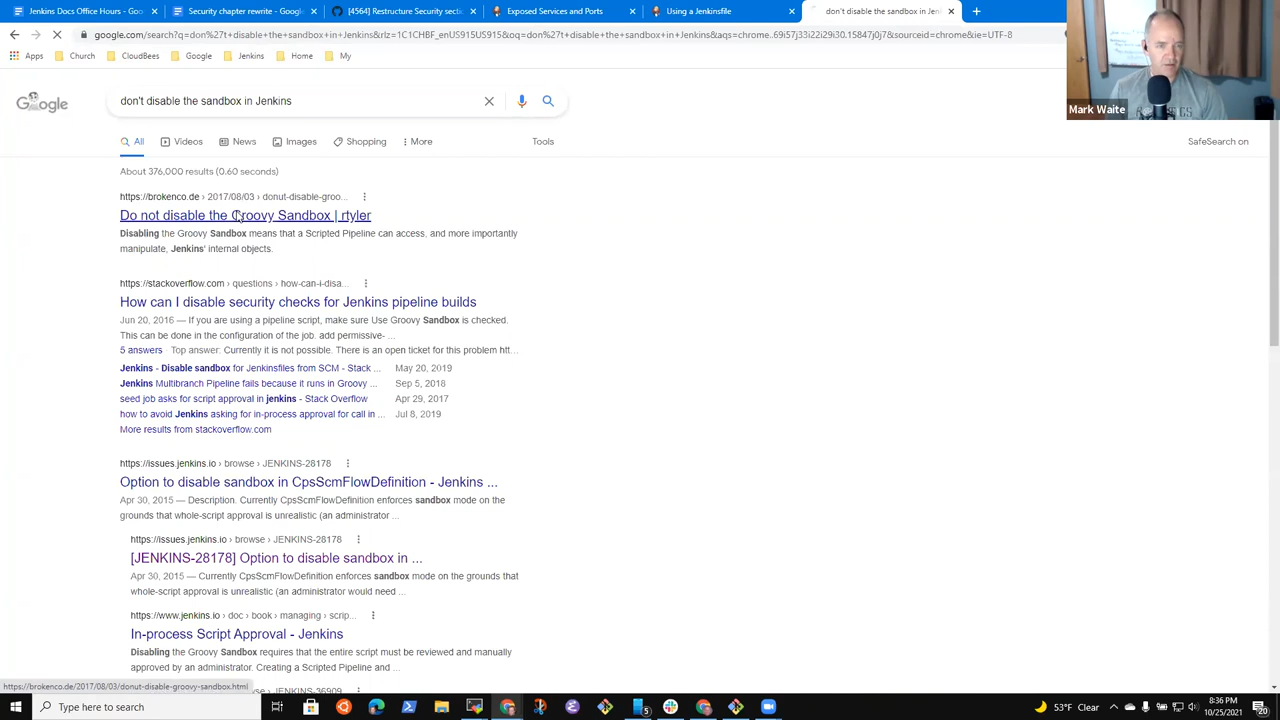 Jenkins Docs Office Hours - Goo
Security chapter rewrite - Google
[4564] Restructure Security secti
Exposed Services and Ports
Using a Jenkinsfile
don't disable the sandbox in Jen
google.com/search?q=don%27t+disable+the+sandbox+in+Jenkins&rlz=1C1CHBF_enUS915US915&oq=don%27t+disable+the+sandbox+in+Jenkins&aqs=chrome..69i57j33i22i29i30.15847j0j7&sourceid=chrome&ie=UTF-8
Apps
Church
CloudBees
Google
Jenkins
Home
My
Mark Waite
Google
don't disable the sandbox in Jenkins
All
Videos
News
Images
Shopping
More
Tools
SafeSearch on
About 376,000 results (0.60 seconds)
https://brokenco.de › 2017/08/03 › donut-disable-groo...
Do not disable the Groovy Sandbox | rtyler
Disabling the Groovy Sandbox means that a Scripted Pipeline can access, and more importantly
manipulate, Jenkins' internal objects.
https://stackoverflow.com › questions › how-can-i-disa...
How can I disable security checks for Jenkins pipeline builds
Jun 20, 2016 — If you are using a pipeline script, make sure Use Groovy Sandbox is checked.
This can be done in the configuration of the job. add permissive- ...
5 answers Top answer: Currently it is not possible. There is an open ticket for this problem htt...
Jenkins - Disable sandbox for Jenkinsfiles from SCM - Stack ... May 20, 2019
Jenkins Multibranch Pipeline fails because it runs in Groovy ... Sep 5, 2018
seed job asks for script approval in jenkins - Stack Overflow Apr 29, 2017
how to avoid Jenkins asking for in-process approval for call in ... Jul 8, 2019
More results from stackoverflow.com
https://issues.jenkins.io › browse › JENKINS-28178
Option to disable sandbox in CpsScmFlowDefinition - Jenkins ...
Apr 30, 2015 — Description. Currently CpsScmFlowDefinition enforces sandbox mode on the
grounds that whole-script approval is unrealistic (an administrator ...
https://issues.jenkins.io › browse › JENKINS-28178
[JENKINS-28178] Option to disable sandbox in ...
Apr 30, 2015 — Currently CpsScmFlowDefinition enforces sandbox mode on the grounds that
whole-script approval is unrealistic (an administrator would need ...
https://www.jenkins.io › doc › book › managing › scrip...
In-process Script Approval - Jenkins
Disabling the Groovy Sandbox requires that the entire script must be reviewed and manually
approved by an administrator. Creating a Scripted Pipeline and ...
https://brokenco.de/2017/08/03/donut-disable-groovy-sandbox.html
wse › JENKINS-36909
Type here to search
5
53°F Clear
8:36 PM
10/25/2021
20